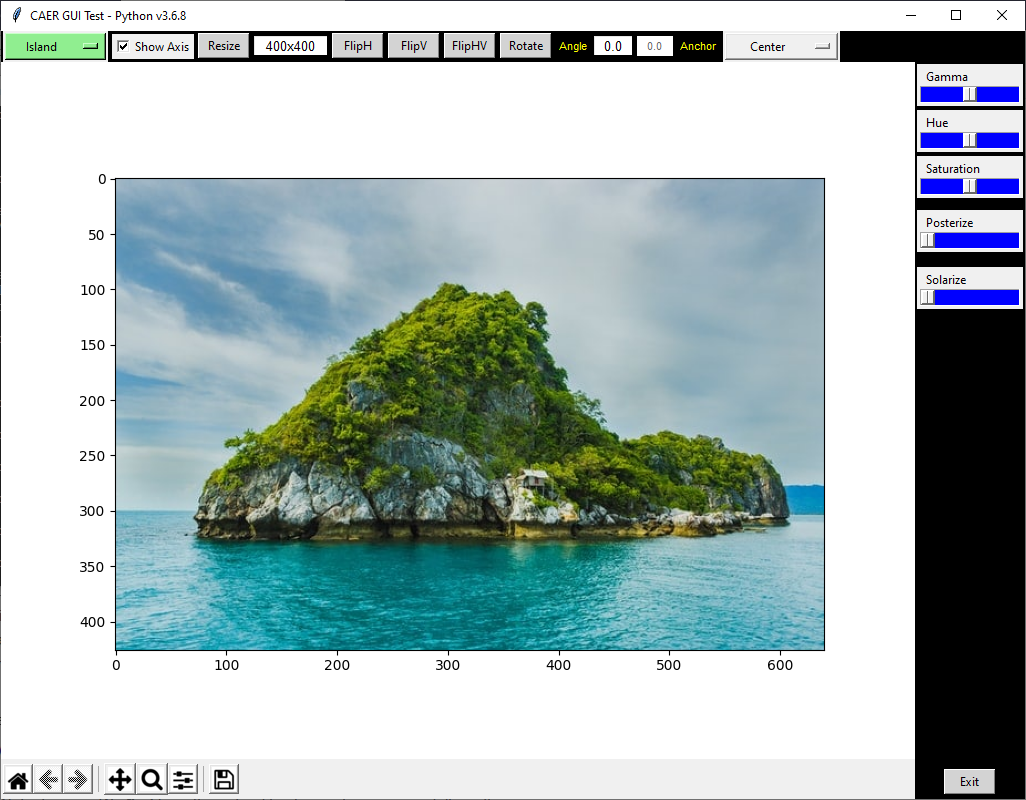 CAER GUI Test - Python v3.6.8
Island Show Axis Resize 400x400 FlipH FlipV FlipHV Rotate Angle 0.0 0.0 Anchor Center
Gamma
Hue
Saturation
Posterize
Solarize
0
50
100
150
200
250
300
350
400
0 100 200 300 400 500 600
Exit